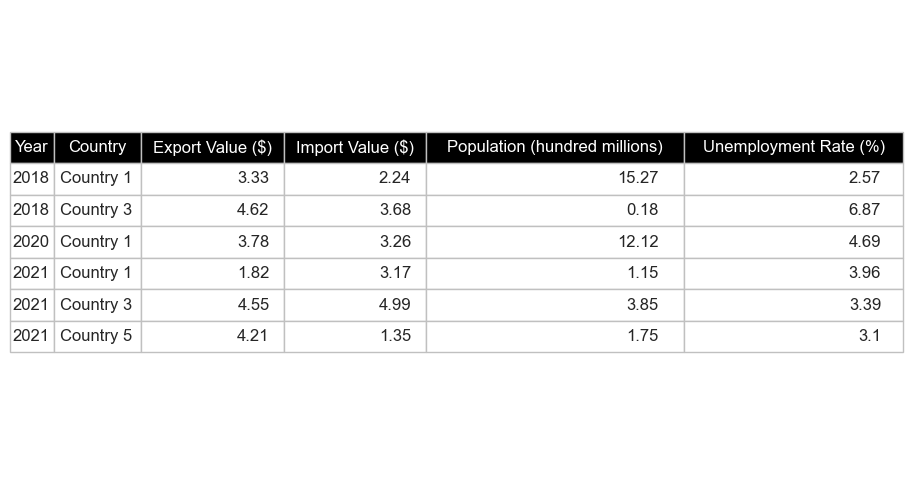 Year Country Export Value ($) Import Value ($) Population (hundred millions) Unemployment Rate (%)
2018 Country 1 3.33 2.24 15.27 2.57
2018 Country 3 4.62 3.68 0.18 6.87
2020 Country 1 3.78 3.26 12.12 4.69
2021 Country 1 1.82 3.17 1.15 3.96
2021 Country 3 4.55 4.99 3.85 3.39
2021 Country 5 4.21 1.35 1.75 3.1